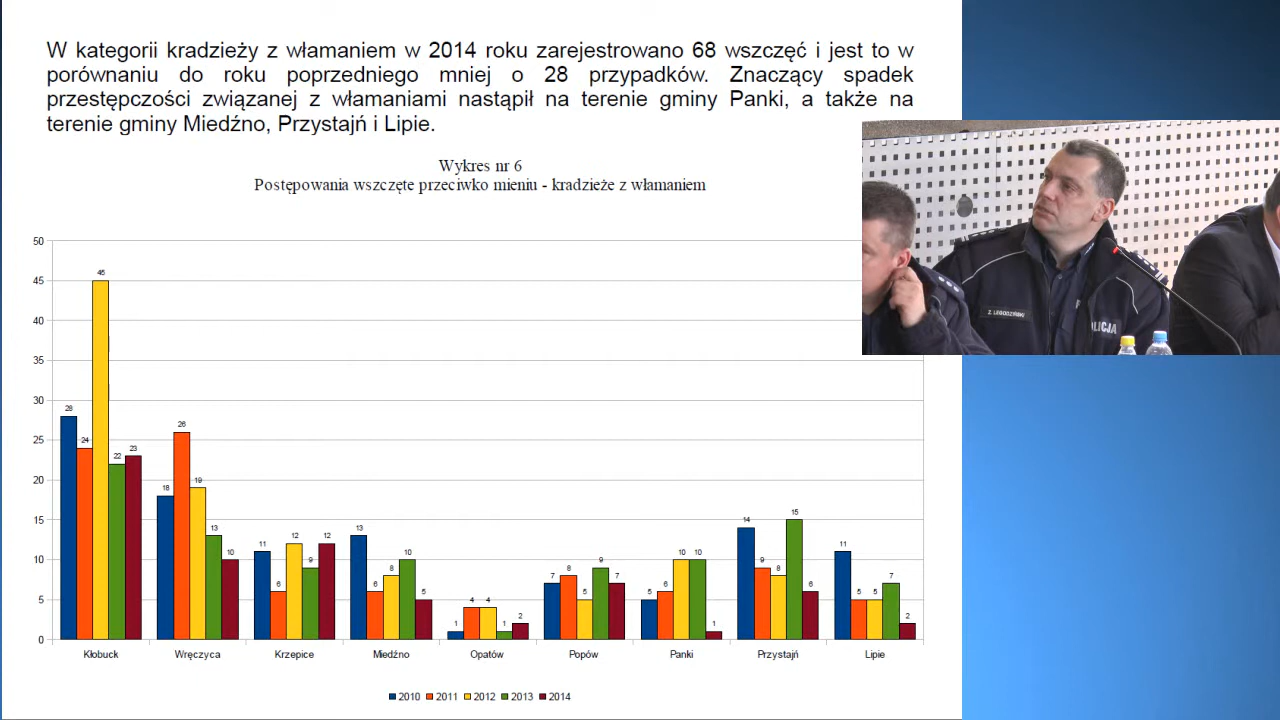 W kategorii kradzieży z włamaniem w 2014 roku zarejestrowano 68 wszczęć i jest to w
porównaniu do roku poprzedniego mniej o 28 przypadków. Znaczący spadek
przestępczości związanej z włamaniami nastąpił na terenie gminy Panki, a także na
terenie gminy Miedźno, Przystajń i Lipie.
Wykres nr 6
Postępowania wszczęte przeciwko mieniu - kradzieże z włamaniem
50
45
40
35
30
25
20
15
10
5
0
28 24 45 22 23
18 26 19 13 10
11 6 12 9 12
13 6 8 10 5
1 4 4 1 2
7 8 5 9 7
5 6 10 10 1
14 9 8 15 6
11 5 5 7 2
Kłobuck Wręczyca Krzepice Miedźno Opatów Popów Panki Przystajń Lipie
2010 2011 2012 2013 2014
Z. LEGODZIŃSKI
POLICJA